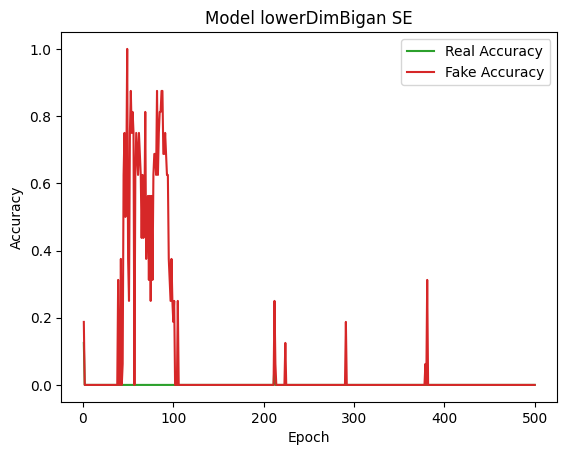 Model lowerDimBigan SE
Real Accuracy
Fake Accuracy
1.0
0.8
0.6
0.4
0.2
0.0
Accuracy
0 100 200 300 400 500
Epoch